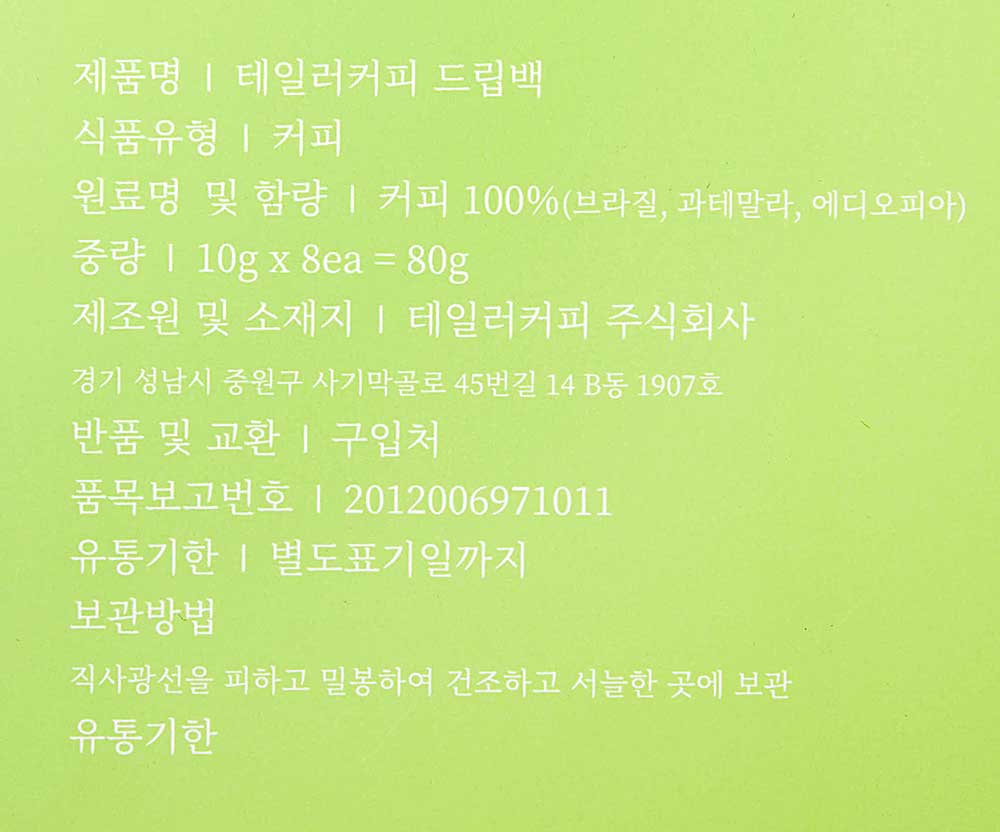 제품명 | 테일러커피 드립백
식품유형 | 커피
원료명 및 함량 | 커피 100%(브라질, 과테말라, 에디오피아)
중량 | 10g x 8ea = 80g
제조원 및 소재지 | 테일러커피 주식회사
경기 성남시 중원구 사기막골로 45번길 14 B동 1907호
반품 및 교환 | 구입처
품목보고번호 | 2012006971011
유통기한 | 별도표기일까지
보관방법
직사광선을 피하고 밀봉하여 건조하고 서늘한 곳에 보관
유통기한